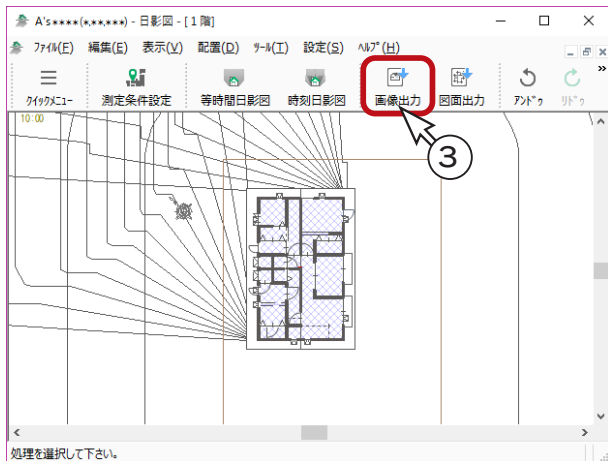 A's****(*,**,***) - 日影図 - [1階]
ﾌｧｲﾙ(F) 編集(E) 表示(V) 配置(D) ﾂｰﾙ(T) 設定(S) ﾍﾙﾌﾟ(H)
ｸｲｯｸﾒﾆｭｰ 測定条件設定 等時間日影図 時刻日影図 画像出力 図面出力 ｱﾝﾄﾞｩ ﾘﾄﾞｩ »
10:00
3
処理を選択して下さい。